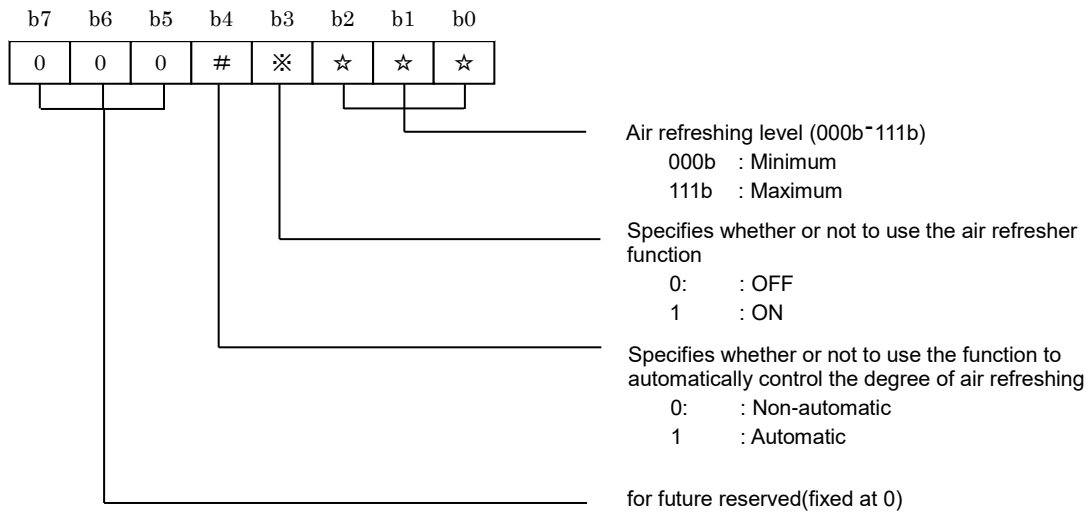 b7 b6 b5 b4 b3 b2 b1 b0
0 0 0 # ※ ☆ ☆ ☆
Air refreshing level (000b-111b)
000b : Minimum
111b : Maximum
Specifies whether or not to use the air refresher
function
0: : OFF
1 : ON
Specifies whether or not to use the function to
automatically control the degree of air refreshing
0: : Non-automatic
1 : Automatic
for future reserved(fixed at 0)